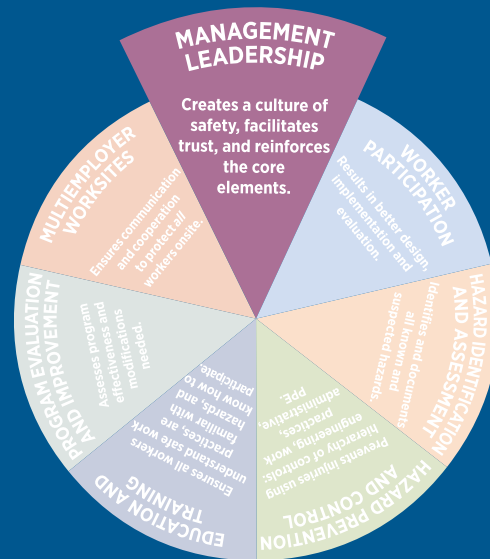 MANAGEMENT
LEADERSHIP
Creates a culture of
safety, facilitates
trust, and reinforces
the core
elements.
WORKER
PARTICIPATION
Results in better design,
implementation and
evaluation.
HAZARD IDENTIFICATION
AND ASSESSMENT
Identifies and documents
all known and
suspected hazards.
HAZARD PREVENTION
AND CONTROL
Prevents injuries using
hierarchy of controls:
engineering, work
practices,
administrative,
PPE.
EDUCATION AND
TRAINING
Ensures all workers
understand safe work
practices, are
familiar with
hazards, and
know how to
participate.
PROGRAM EVALUATION
AND IMPROVEMENT
Assesses program
effectiveness and
modifications
needed.
MULTIEMPLOYER
WORKSITES
Ensures communication
and cooperation
to protect all
workers onsite.